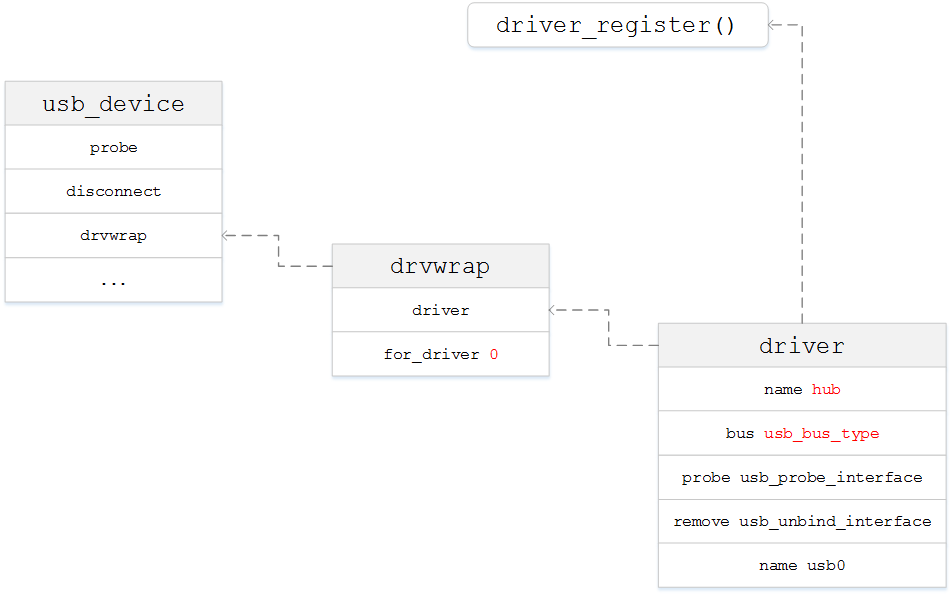 driver_register()
usb_device
probe
disconnect
drvwrap
...
drvwrap
driver
for_driver 0
driver
name hub
bus usb_bus_type
probe usb_probe_interface
remove usb_unbind_interface
name usb0